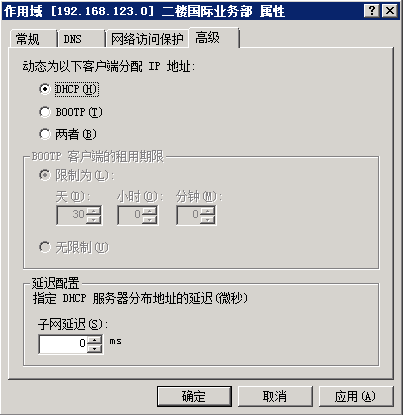 作用域 [192.168.123.0] 二楼国际业务部 属性
常规 DNS 网络访问保护 高级
动态为以下客户端分配 IP 地址:
DHCP(H)
BOOTP(T)
两者(B)
BOOTP 客户端的租用期限
限制为(L):
天(D): 小时(O): 分钟(M):
30 0 0
无限制(U)
延迟配置
指定 DHCP 服务器分布地址的延迟(微秒)
子网延迟(S):
0 ms
确定 取消 应用(A)